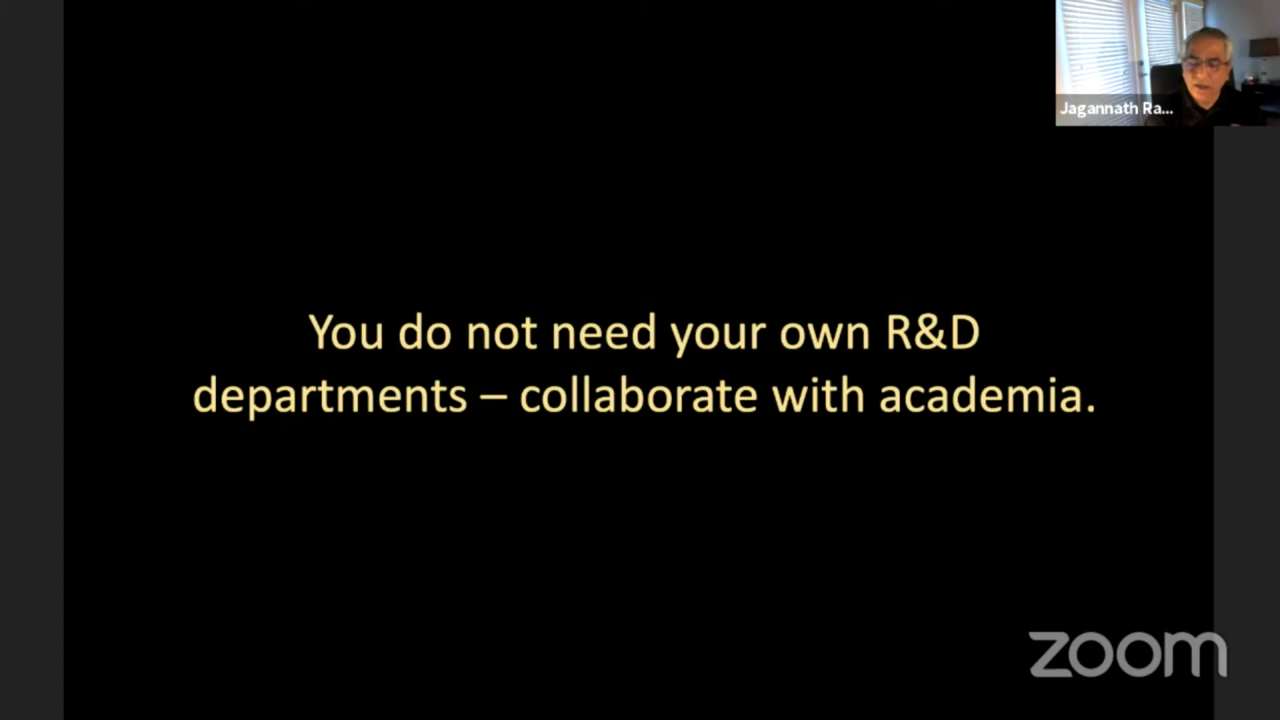 Jagannath Ra...
You do not need your own R&D
departments – collaborate with academia.
zoom